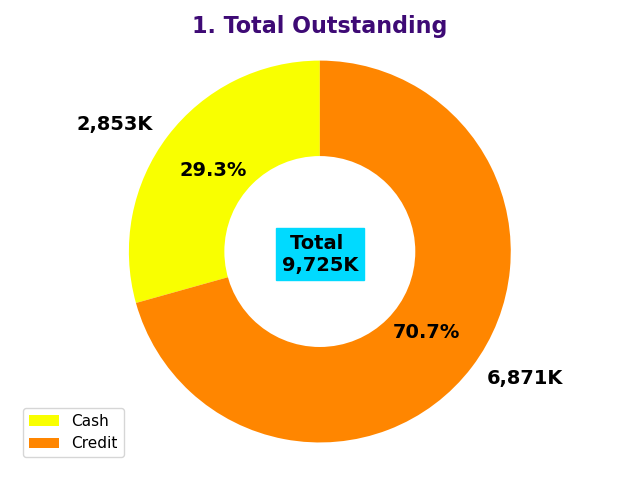 1. Total Outstanding
2,853K
29.3%
Total
9,725K
70.7%
6,871K
Cash
Credit